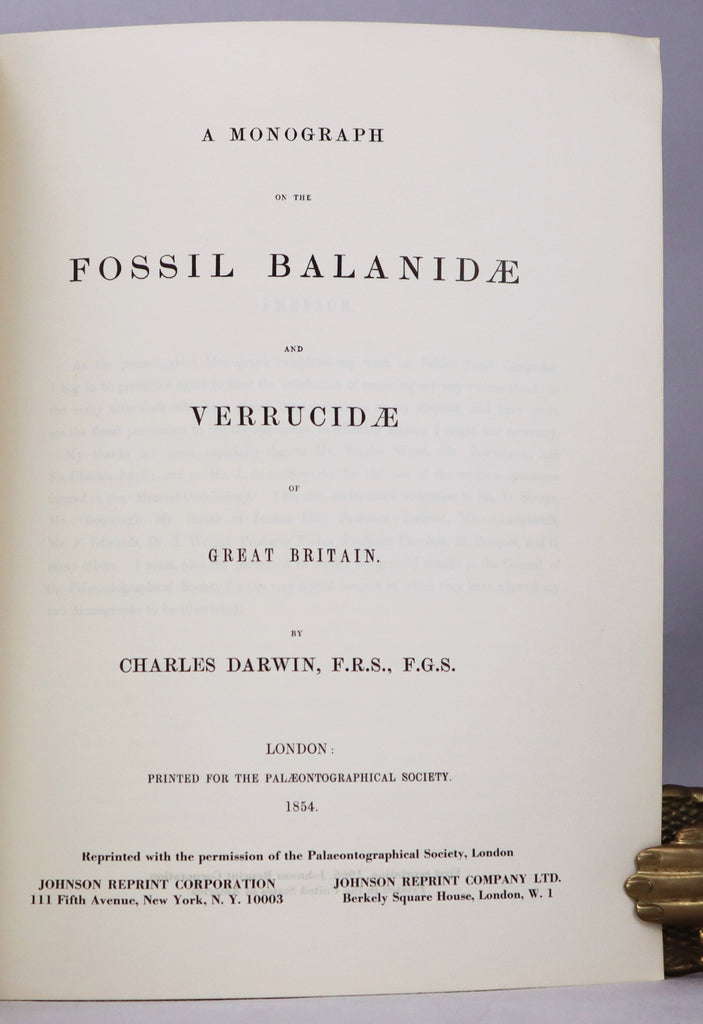 A MONOGRAPH
ON THE
FOSSIL BALANIDÆ
AND
VERRUCIDÆ
OF
GREAT BRITAIN.
BY
CHARLES DARWIN, F.R.S., F.G.S.
LONDON:
PRINTED FOR THE PALÆONTOGRAPHICAL SOCIETY.
1854.
Reprinted with the permission of the Palaeontographical Society, London
JOHNSON REPRINT CORPORATION JOHNSON REPRINT COMPANY LTD.
111 Fifth Avenue, New York, N. Y. 10003 Berkely Square House, London, W. 1